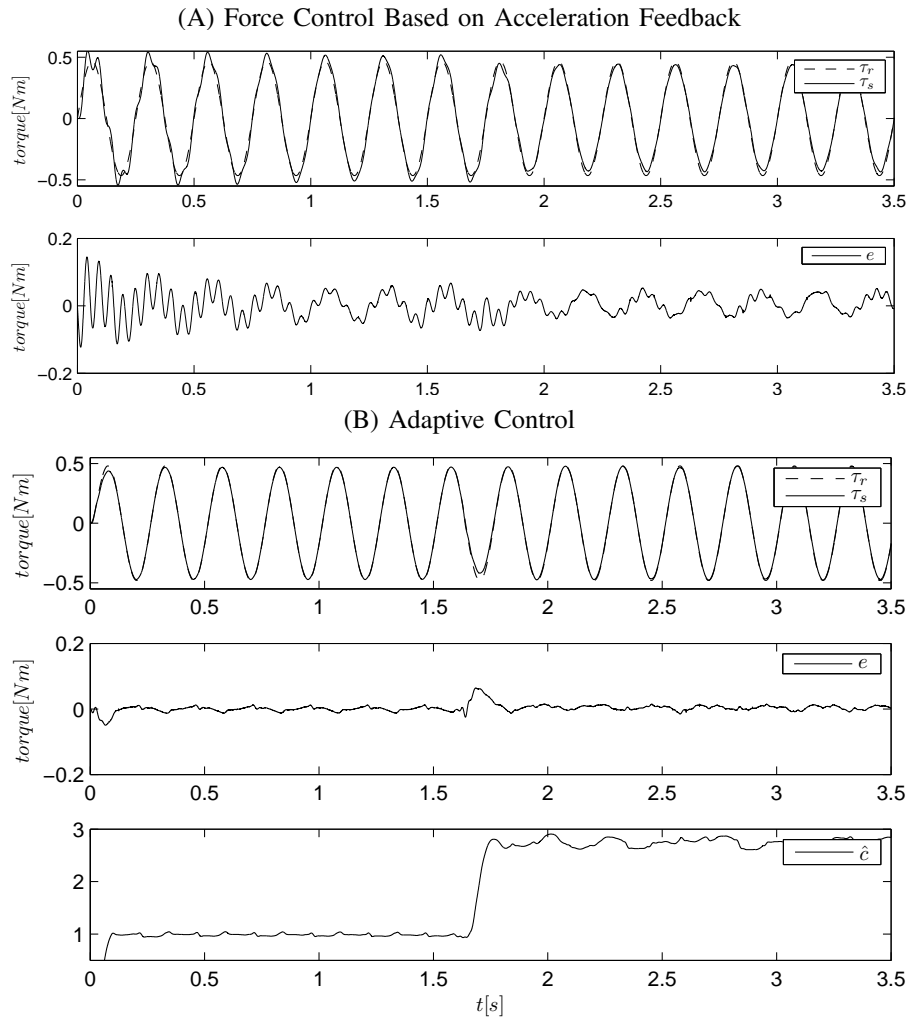 (A) Force Control Based on Acceleration Feedback
torque[Nm]
0.5
0
−0.5
τ_r
τ_s
0 0.5 1 1.5 2 2.5 3 3.5
torque[Nm]
0.2
0
−0.2
e
0 0.5 1 1.5 2 2.5 3 3.5
(B) Adaptive Control
torque[Nm]
0.5
0
−0.5
τ_r
τ_s
0 0.5 1 1.5 2 2.5 3 3.5
torque[Nm]
0.2
0
−0.2
e
0 0.5 1 1.5 2 2.5 3 3.5
3
2
1
ĉ
0 0.5 1 1.5 2 2.5 3 3.5
t[s]